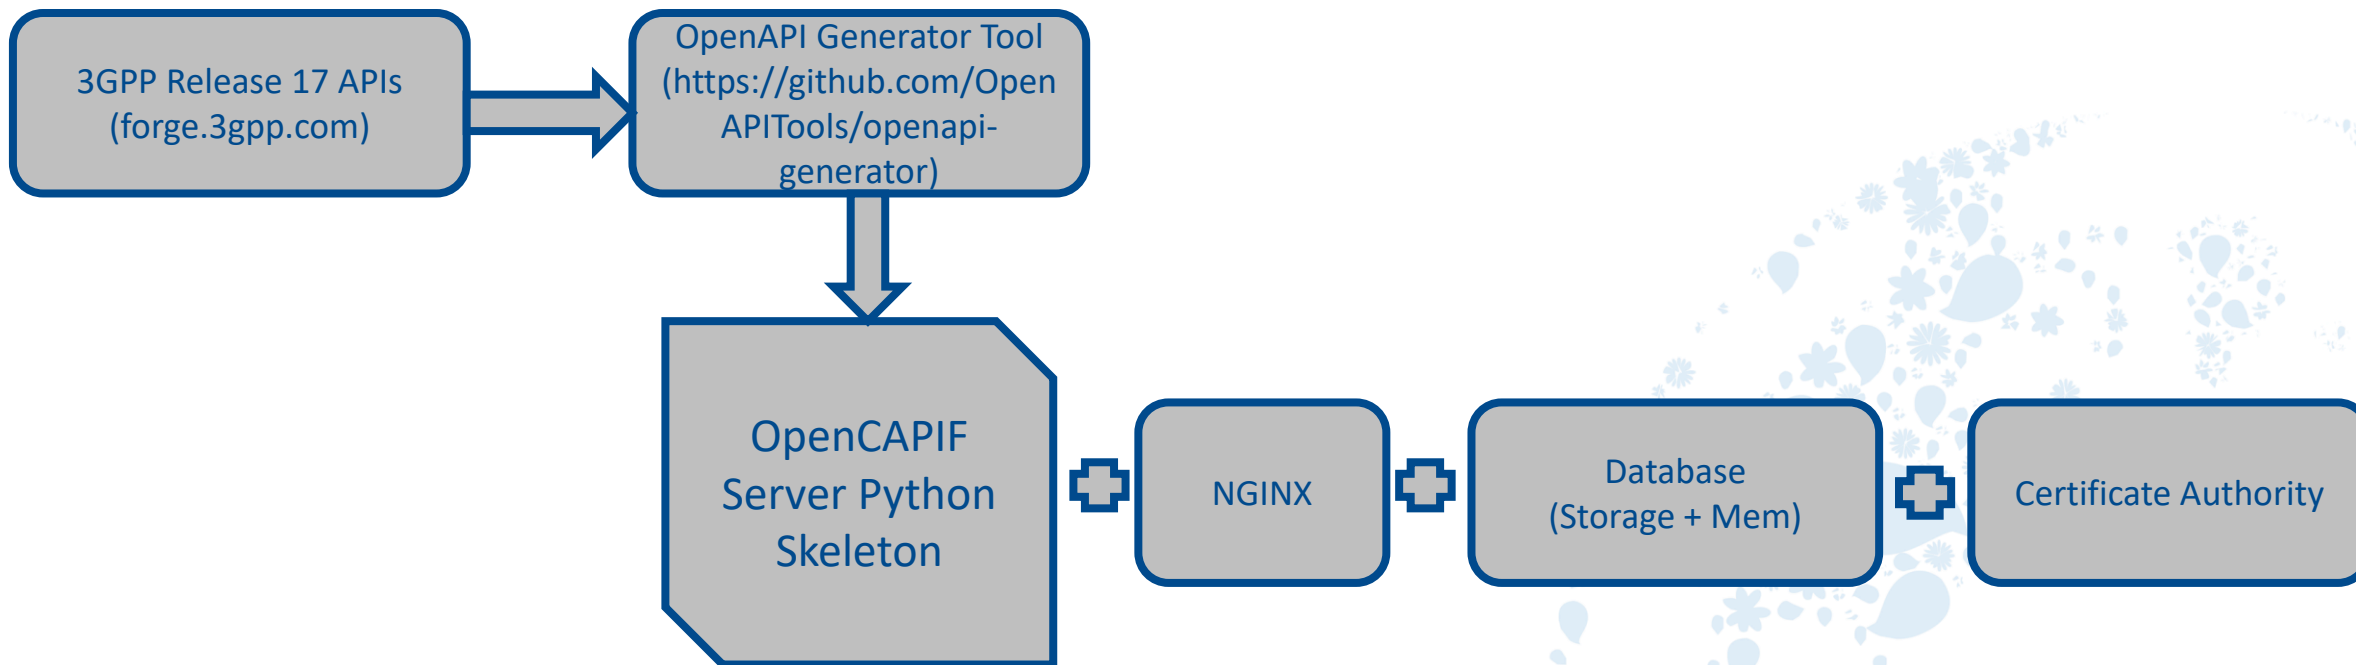 3GPP Release 17 APIs
(forge.3gpp.com)
OpenAPI Generator Tool
(https://github.com/Open
APITools/openapi-
generator)
OpenCAPIF
Server Python
Skeleton
NGINX
Database
(Storage + Mem)
Certificate Authority